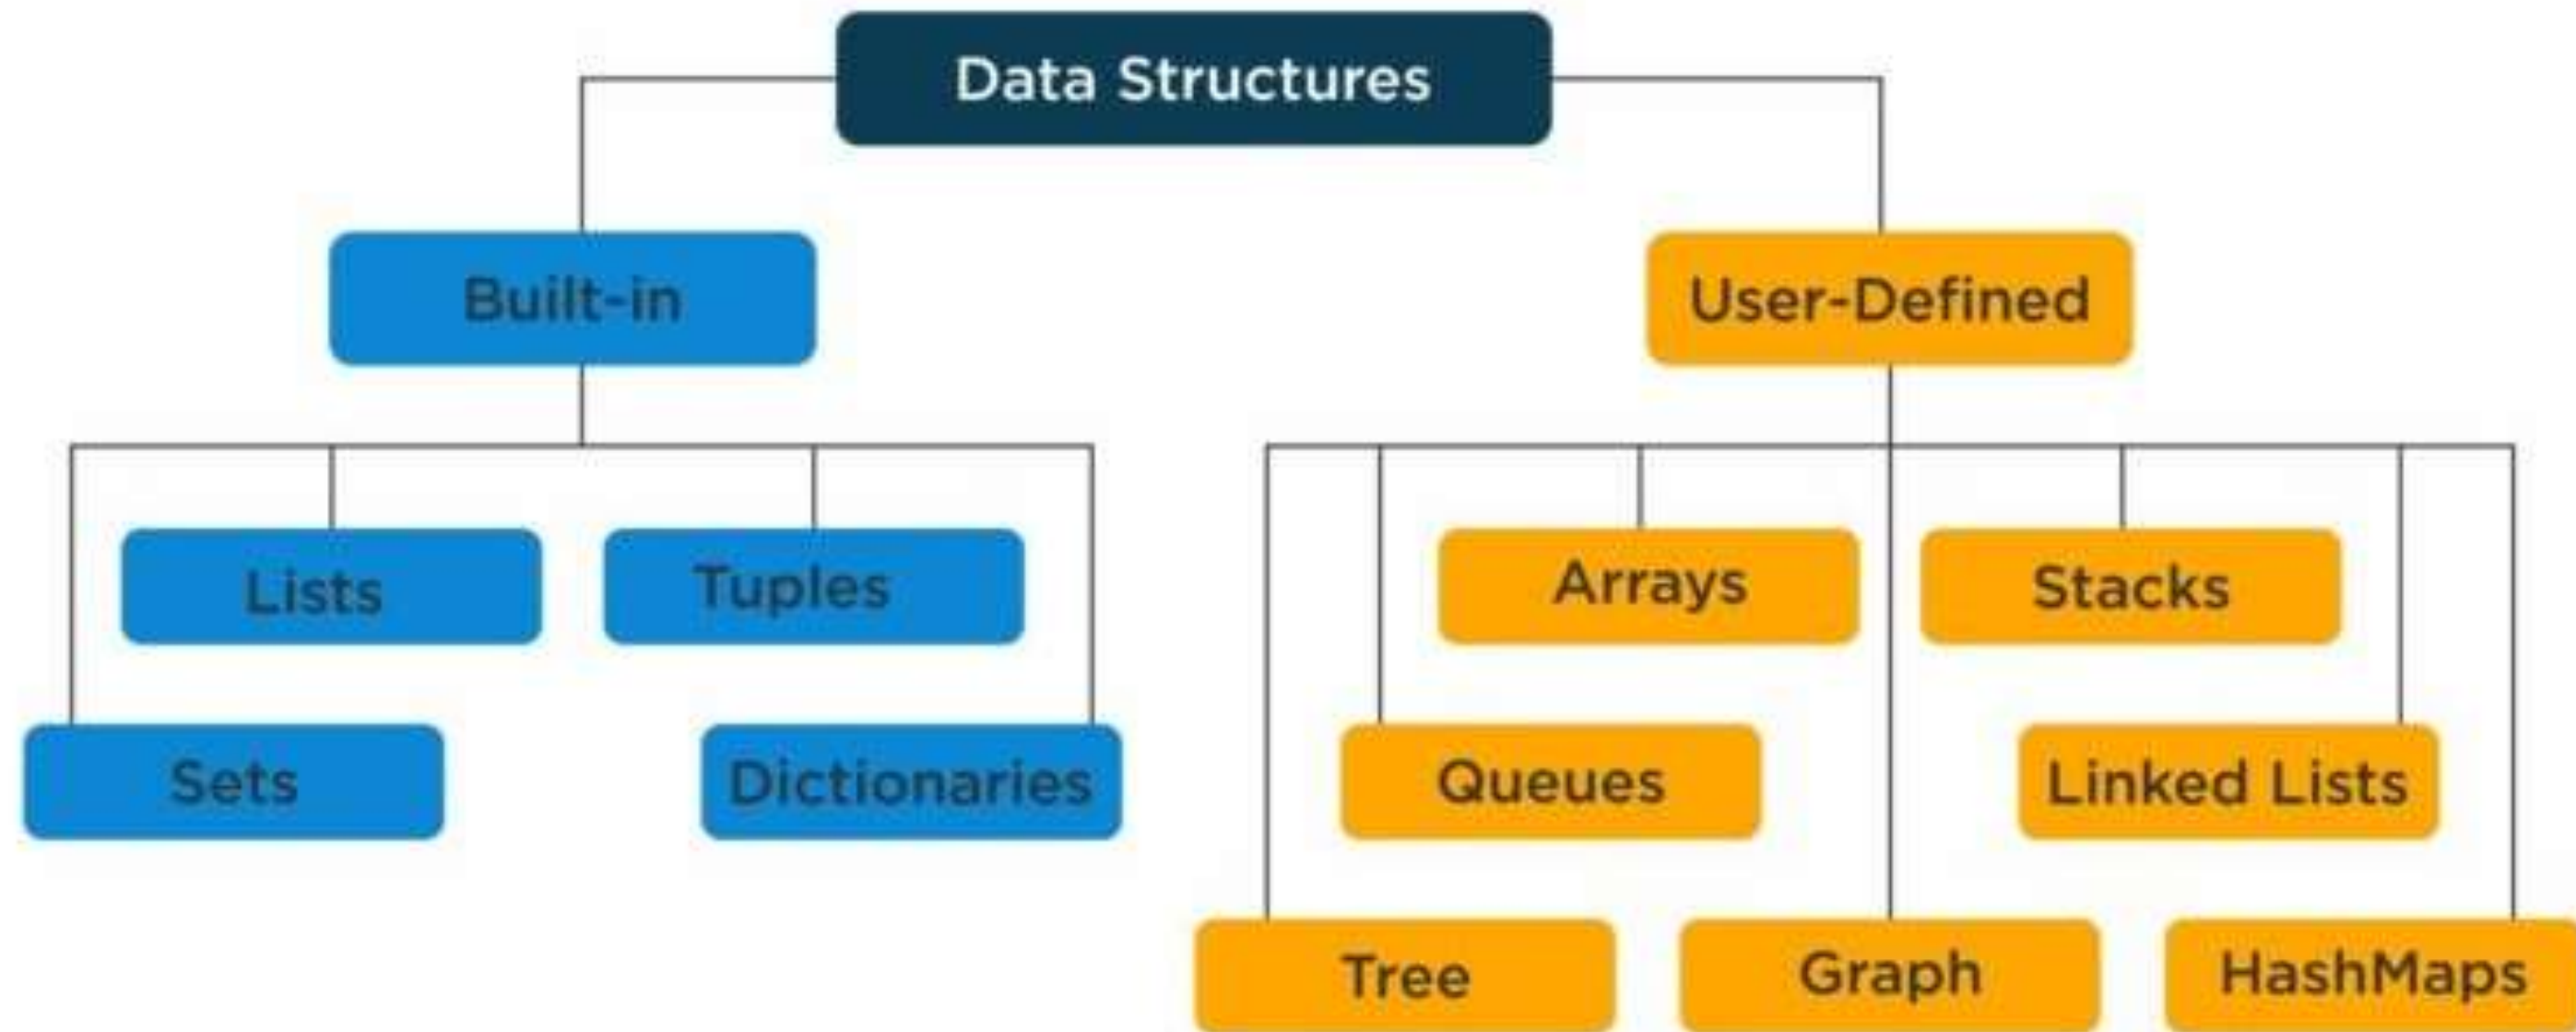 Data Structures
Built-in
User-Defined
Lists
Tuples
Arrays
Stacks
Sets
Dictionaries
Queues
Linked Lists
Tree
Graph
HashMaps